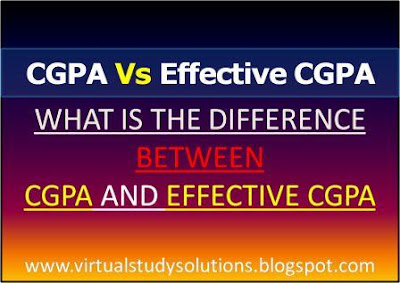 CGPA Vs Effective CGPA
WHAT IS THE DIFFERENCE
BETWEEN
CGPA AND EFFECTIVE CGPA
www.virtualstudysolutions.blogspot.com